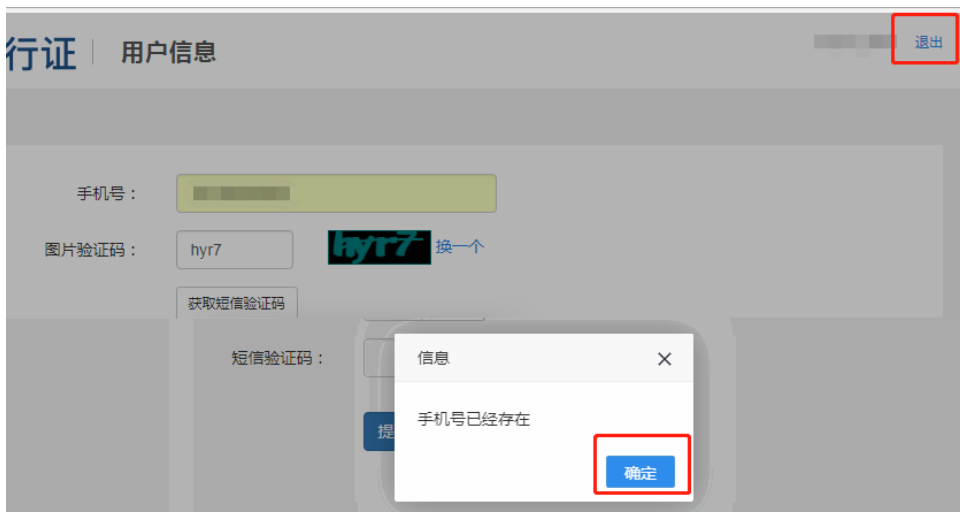 行证 用户信息 退出
手机号：
图片验证码： hyr7 hyr7 换一个
获取短信验证码
短信验证码： 信息
手机号已经存在
提
确定